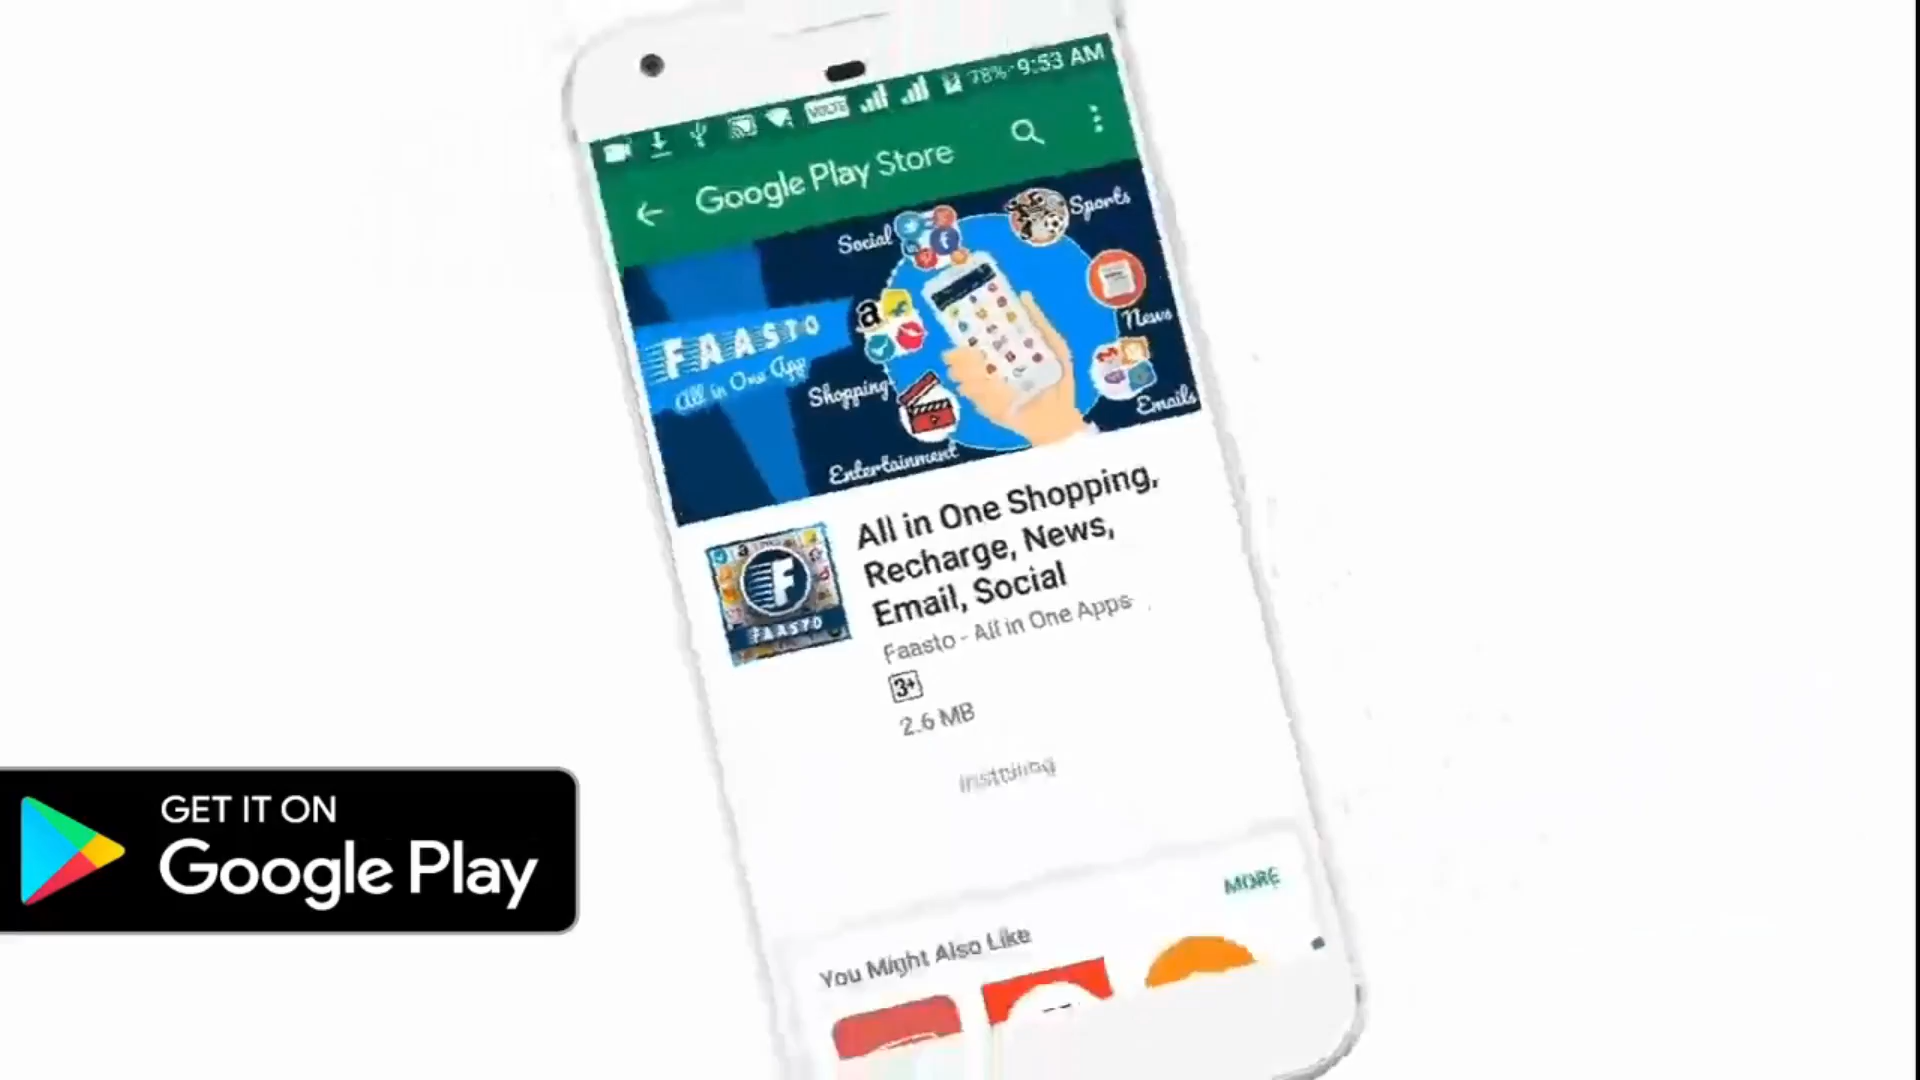 VOLTE 78% 9:53 AM
Google Play Store
Social
Sports
FAASTO
All in One App
a
f
News
Shopping
Emails
Entertainment
All in One Shopping,
Recharge, News,
Email, Social
F
FAASTO
Faasto - All in One Apps
3+
2.6 MB
GET IT ON
Google Play
MORE
You Might Also Like